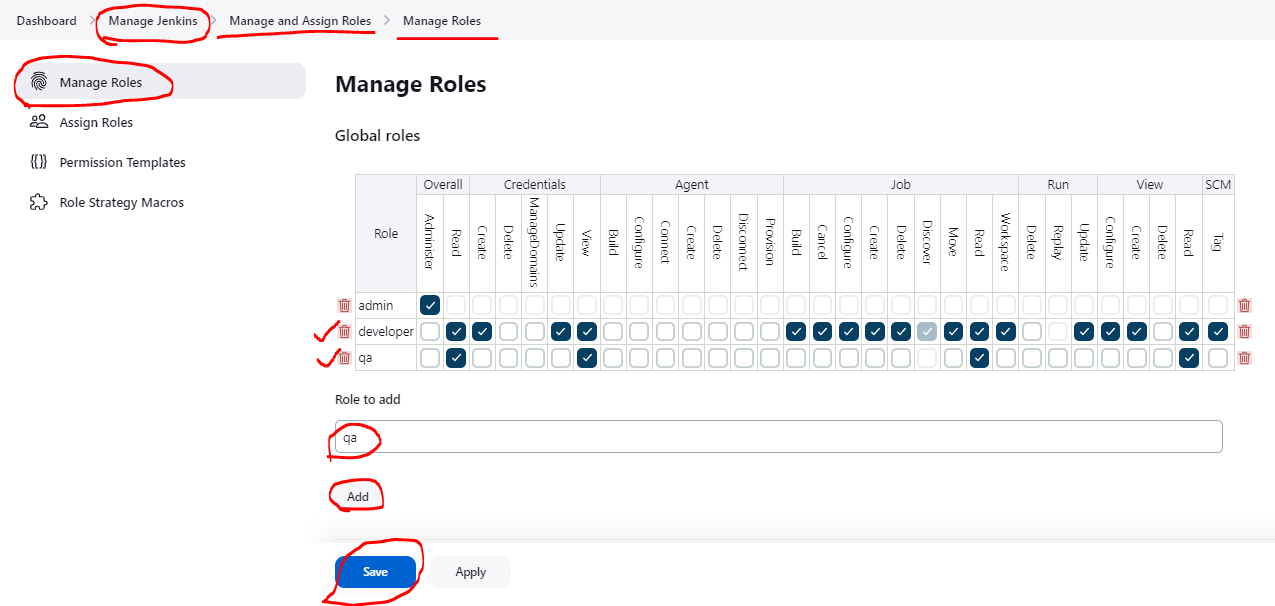 Dashboard > Manage Jenkins > Manage and Assign Roles > Manage Roles
Manage Roles
Assign Roles
Permission Templates
Role Strategy Macros
Manage Roles
Global roles
Overall Credentials Agent Job Run View SCM
Role Administer Read Create Delete ManageDomains Update View Build Configure Connect Create Delete Disconnect Provision Build Cancel Configure Create Delete Discover Move Read Workspace Delete Replay Update Configure Create Delete Read Tag
admin
developer
qa
Role to add
qa
Add
Save Apply